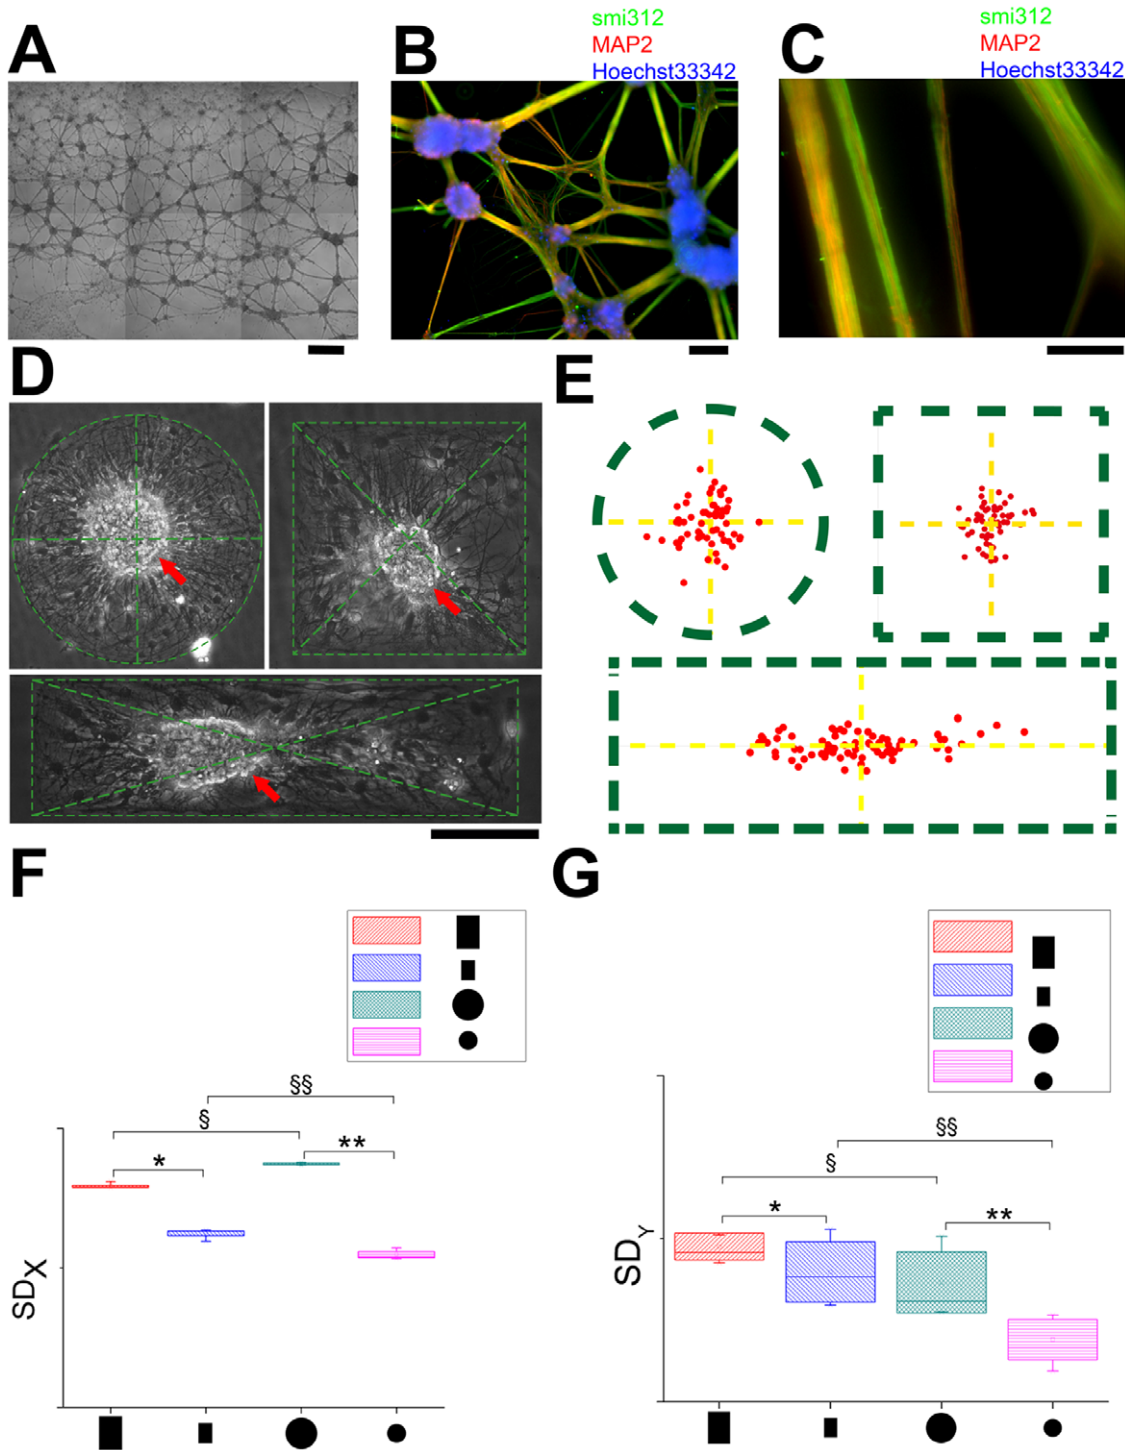 A
B
smi312
MAP2
Hoechst33342
C
smi312
MAP2
Hoechst33342
D
E
F
G
§§
§
*
**
SDX
§§
§
*
**
SDY